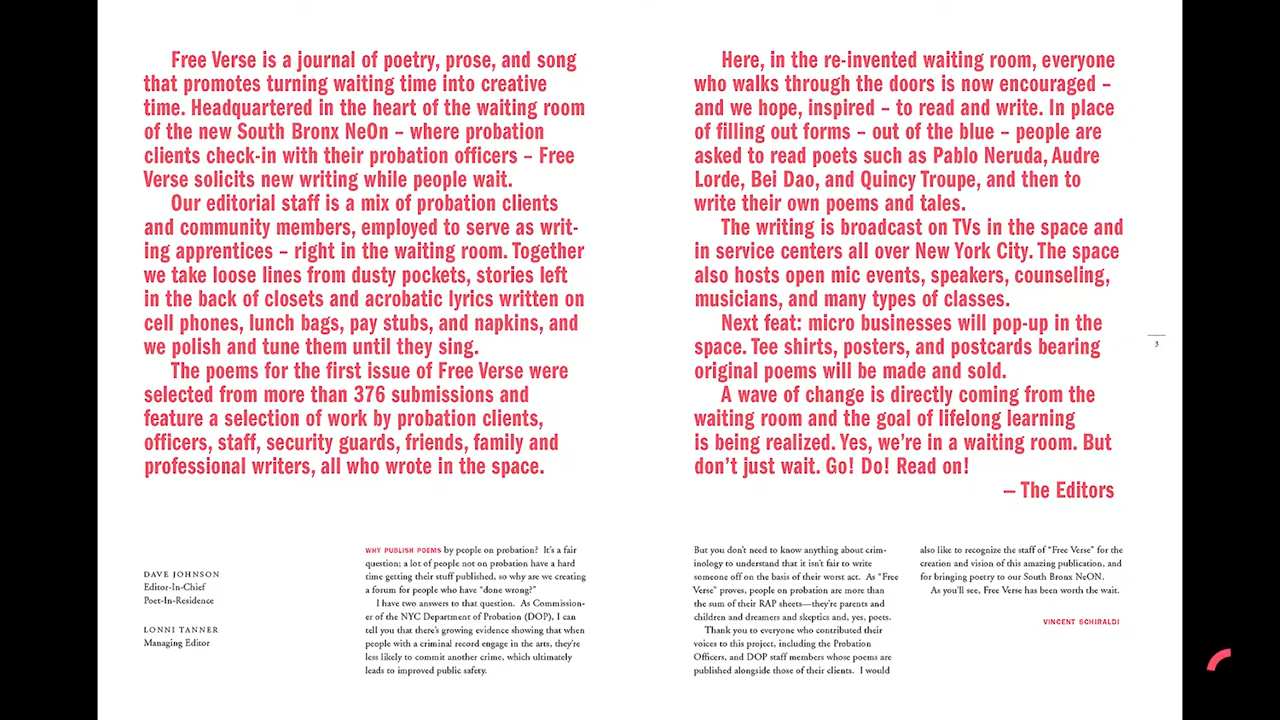 Free Verse is a journal of poetry, prose, and song
that promotes turning waiting time into creative
time. Headquartered in the heart of the waiting room
of the new South Bronx NeOn – where probation
clients check-in with their probation officers – Free
Verse solicits new writing while people wait.
Our editorial staff is a mix of probation clients
and community members, employed to serve as writ-
ing apprentices – right in the waiting room. Together
we take loose lines from dusty pockets, stories left
in the back of closets and acrobatic lyrics written on
cell phones, lunch bags, pay stubs, and napkins, and
we polish and tune them until they sing.
The poems for the first issue of Free Verse were
selected from more than 376 submissions and
feature a selection of work by probation clients,
officers, staff, security guards, friends, family and
professional writers, all who wrote in the space.
Here, in the re-invented waiting room, everyone
who walks through the doors is now encouraged –
and we hope, inspired – to read and write. In place
of filling out forms – out of the blue – people are
asked to read poets such as Pablo Neruda, Audre
Lorde, Bei Dao, and Quincy Troupe, and then to
write their own poems and tales.
The writing is broadcast on TVs in the space and
in service centers all over New York City. The space
also hosts open mic events, speakers, counseling,
musicians, and many types of classes.
Next feat: micro businesses will pop-up in the
space. Tee shirts, posters, and postcards bearing
original poems will be made and sold.
A wave of change is directly coming from the
waiting room and the goal of lifelong learning
is being realized. Yes, we’re in a waiting room. But
don’t just wait. Go! Do! Read on!
– The Editors
3
DAVE JOHNSON
Editor-In-Chief
Poet-In-Residence
LONNI TANNER
Managing Editor
WHY PUBLISH POEMS by people on probation? It’s a fair
question; a lot of people not on probation have a hard
time getting their stuff published, so why are we creating
a forum for people who have “done wrong?”
I have two answers to that question. As Commission-
er of the NYC Department of Probation (DOP), I can
tell you that there’s growing evidence showing that when
people with a criminal record engage in the arts, they’re
less likely to commit another crime, which ultimately
leads to improved public safety.
But you don’t need to know anything about crim-
inology to understand that it isn’t fair to write
someone off on the basis of their worst act. As “Free
Verse” proves, people on probation are more than
the sum of their RAP sheets—they’re parents and
children and dreamers and skeptics and, yes, poets.
Thank you to everyone who contributed their
voices to this project, including the Probation
Officers, and DOP staff members whose poems are
published alongside those of their clients. I would
also like to recognize the staff of “Free Verse” for the
creation and vision of this amazing publication, and
for bringing poetry to our South Bronx NeON.
As you’ll see, Free Verse has been worth the wait.
VINCENT SCHIRALDI